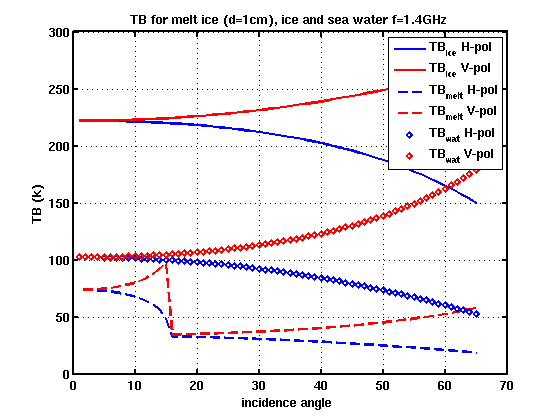 TB for melt ice (d=1cm), ice and sea water f=1.4GHz
300
250
200
150
100
50
0
TB (k)
TBice H-pol
TBice V-pol
TBmelt H-pol
TBmelt V-pol
TBwat H-pol
TBwat V-pol
0 10 20 30 40 50 60 70
incidence angle